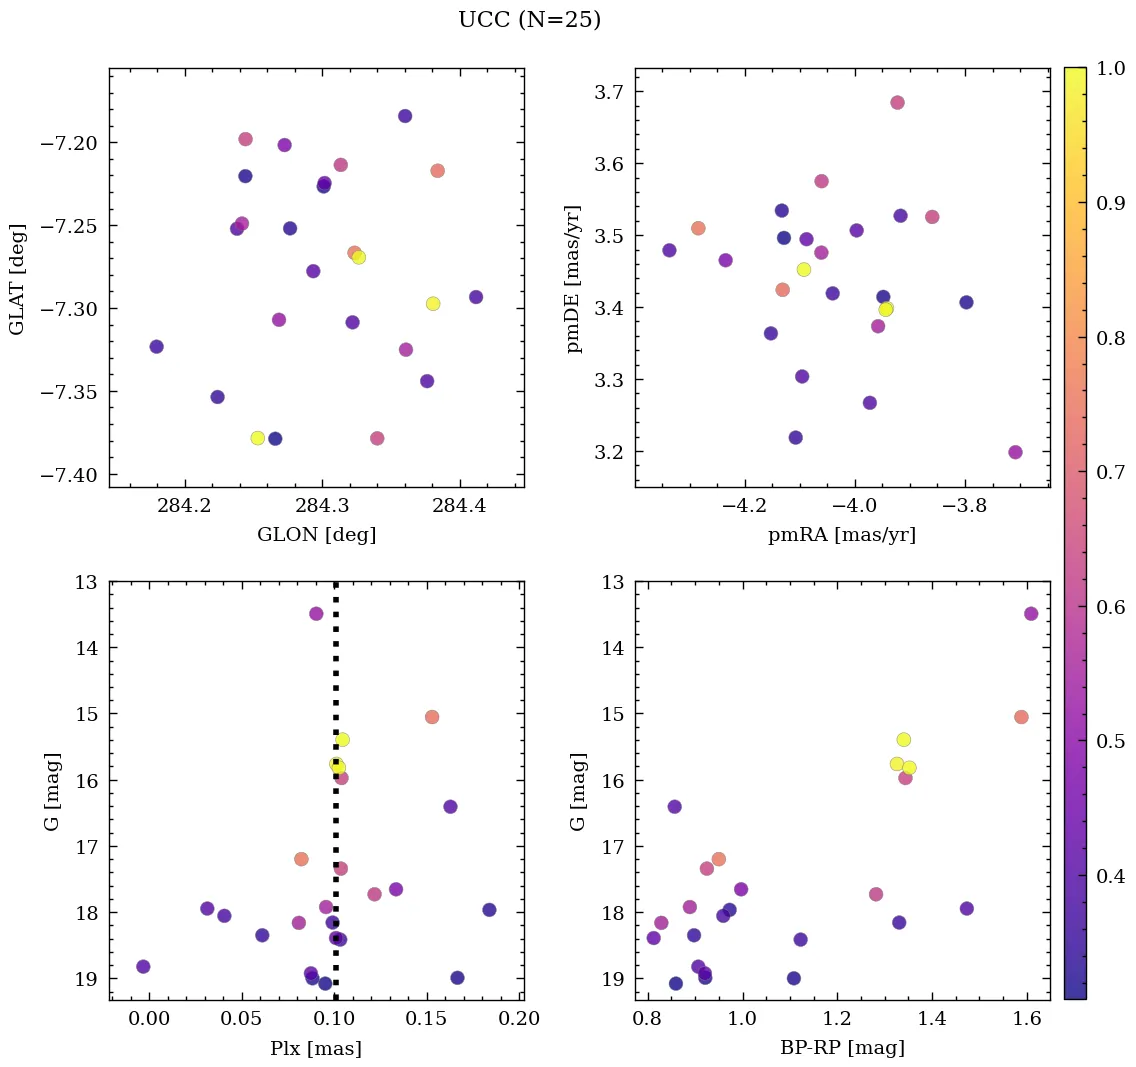 UCC (N=25)
−7.20
−7.25
−7.30
−7.35
−7.40
GLAT [deg]
284.2 284.3 284.4
GLON [deg]
3.7
3.6
3.5
3.4
3.3
3.2
pmDE [mas/yr]
−4.2 −4.0 −3.8
pmRA [mas/yr]
1.0
0.9
0.8
0.7
0.6
0.5
0.4
13
14
15
16
17
18
19
G [mag]
0.00 0.05 0.10 0.15 0.20
Plx [mas]
13
14
15
16
17
18
19
G [mag]
0.8 1.0 1.2 1.4 1.6
BP-RP [mag]